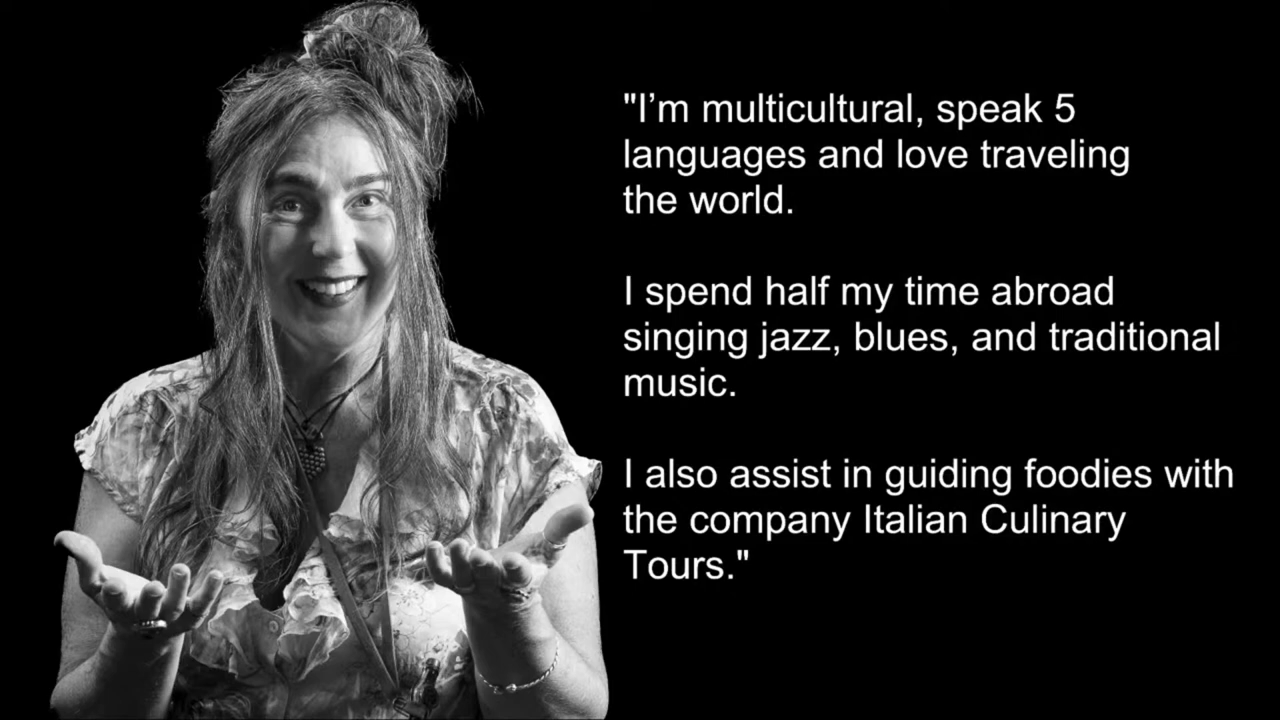 "I’m multicultural, speak 5
languages and love traveling
the world.
I spend half my time abroad
singing jazz, blues, and traditional
music.
I also assist in guiding foodies with
the company Italian Culinary
Tours."